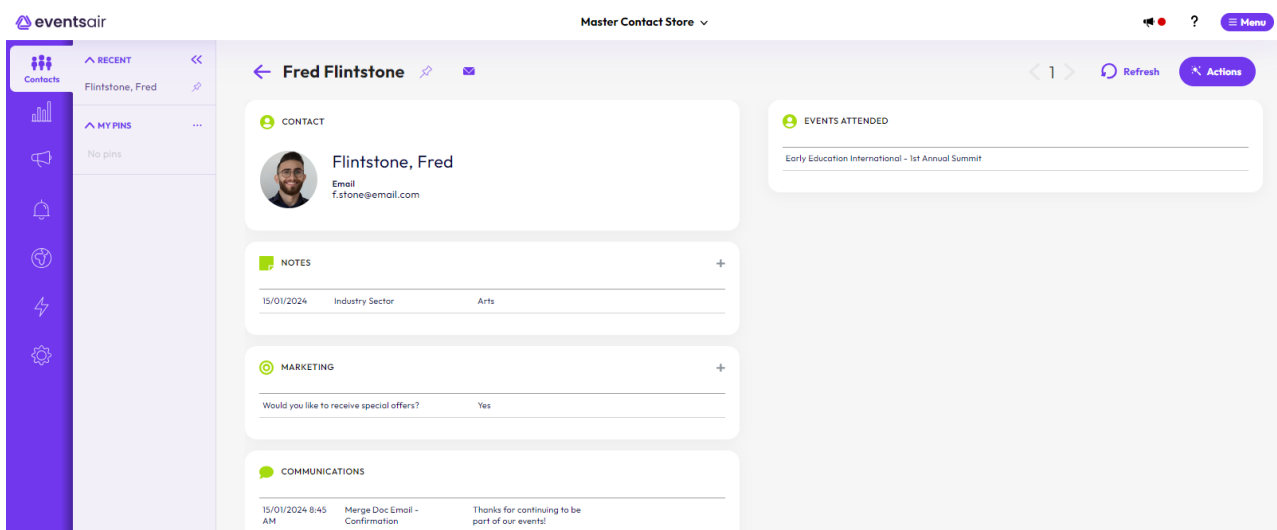 eventsair
Master Contact Store
?
Menu
Contacts
RECENT
Flintstone, Fred
MY PINS
...
No pins
Fred Flintstone
1
Refresh
Actions
CONTACT
Flintstone, Fred
Email
f.stone@email.com
NOTES
+
15/01/2024 Industry Sector Arts
MARKETING
+
Would you like to receive special offers? Yes
COMMUNICATIONS
15/01/2024 8:45 Merge Doc Email - Thanks for continuing to be
AM Confirmation part of our events!
EVENTS ATTENDED
Early Education International - 1st Annual Summit